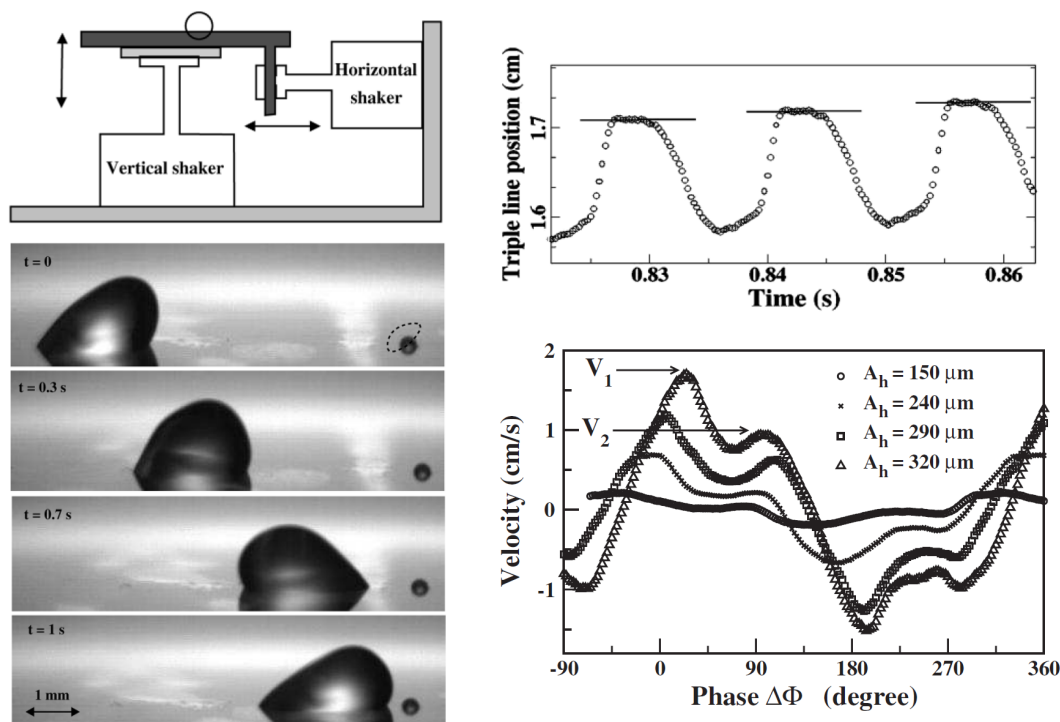 Horizontal
shaker
Vertical shaker
t = 0
t = 0.3 s
t = 0.7 s
t = 1 s
1 mm
Triple line position (cm)
1.7
1.6
0.83
0.84
0.85
0.86
Time (s)
Velocity (cm/s)
2
1
0
-1
V1
V2
Ah = 150 μm
Ah = 240 μm
Ah = 290 μm
Ah = 320 μm
-90
0
90
180
270
360
Phase ΔΦ (degree)